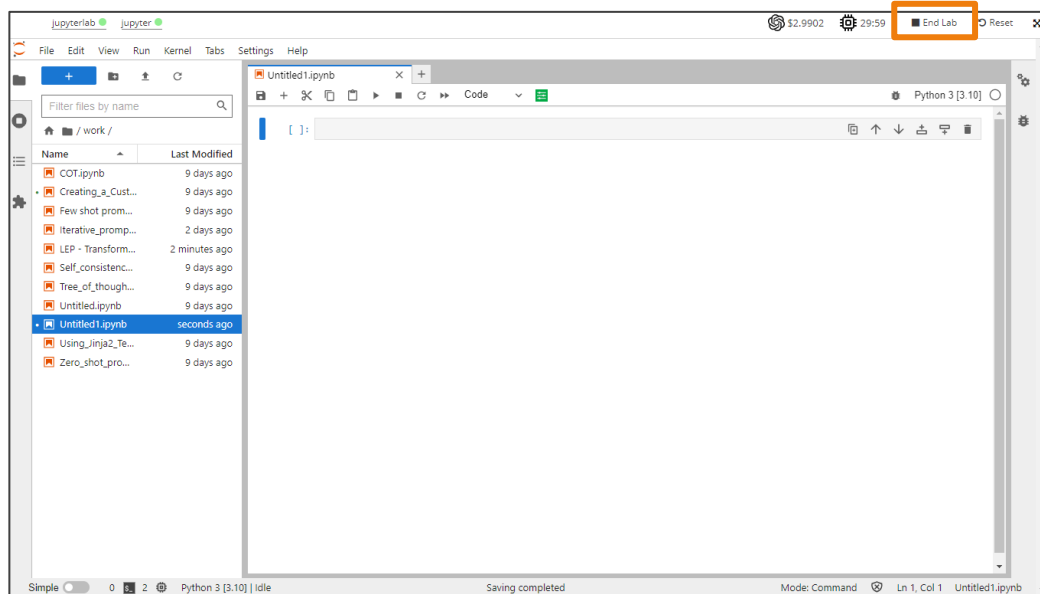 jupyterlab jupyter $2.9902 29:59 End Lab Reset
File Edit View Run Kernel Tabs Settings Help
Untitled1.ipynb
Code Python 3 [3.10]
Filter files by name
/ work /
[ ]:
Name Last Modified
COT.ipynb 9 days ago
Creating_a_Cust... 9 days ago
Few shot prom... 9 days ago
Iterative_promp... 2 days ago
LEP - Transform... 2 minutes ago
Self_consistenc... 9 days ago
Tree_of_though... 9 days ago
Untitled.ipynb 9 days ago
Untitled1.ipynb seconds ago
Using_Jinja2_Te... 9 days ago
Zero_shot_pro... 9 days ago
Simple 0 2 Python 3 [3.10] | Idle Saving completed Mode: Command Ln 1, Col 1 Untitled1.ipynb